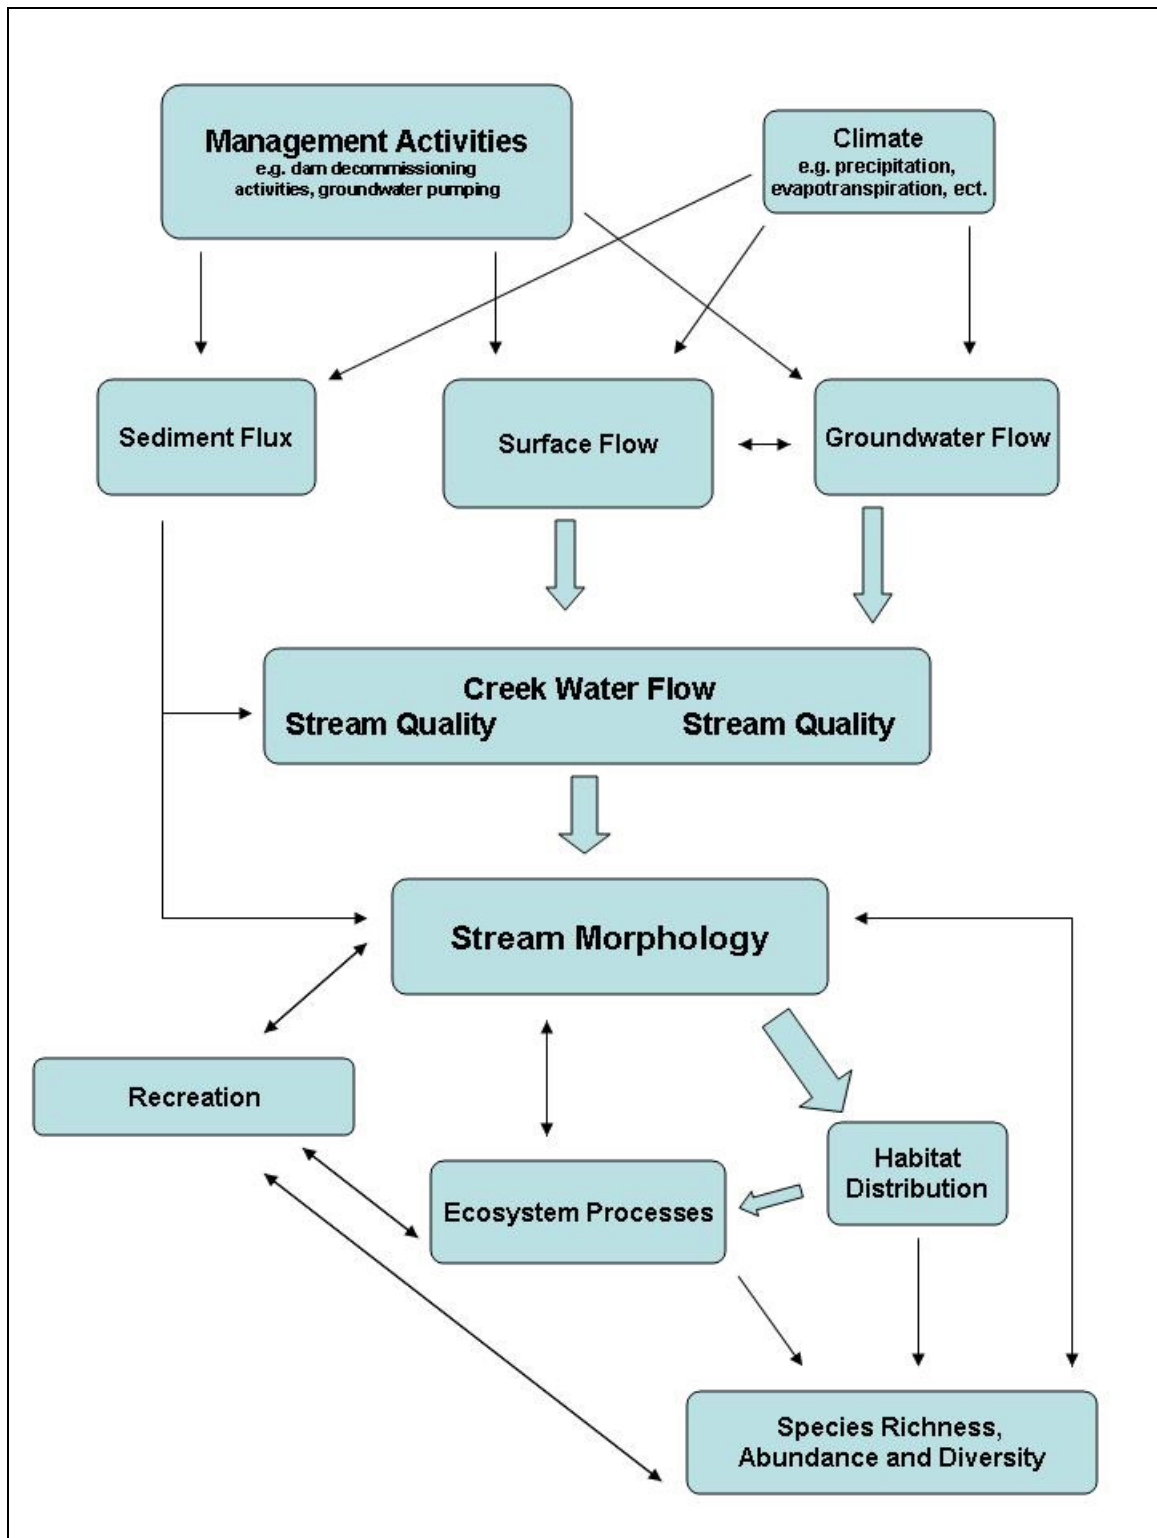 Management Activities
e.g. dam decommissioning
activities, groundwater pumping
Climate
e.g. precipitation,
evapotranspiration, ect.
Sediment Flux
Surface Flow
Groundwater Flow
Creek Water Flow
Stream Quality Stream Quality
Stream Morphology
Recreation
Habitat
Distribution
Ecosystem Processes
Species Richness,
Abundance and Diversity